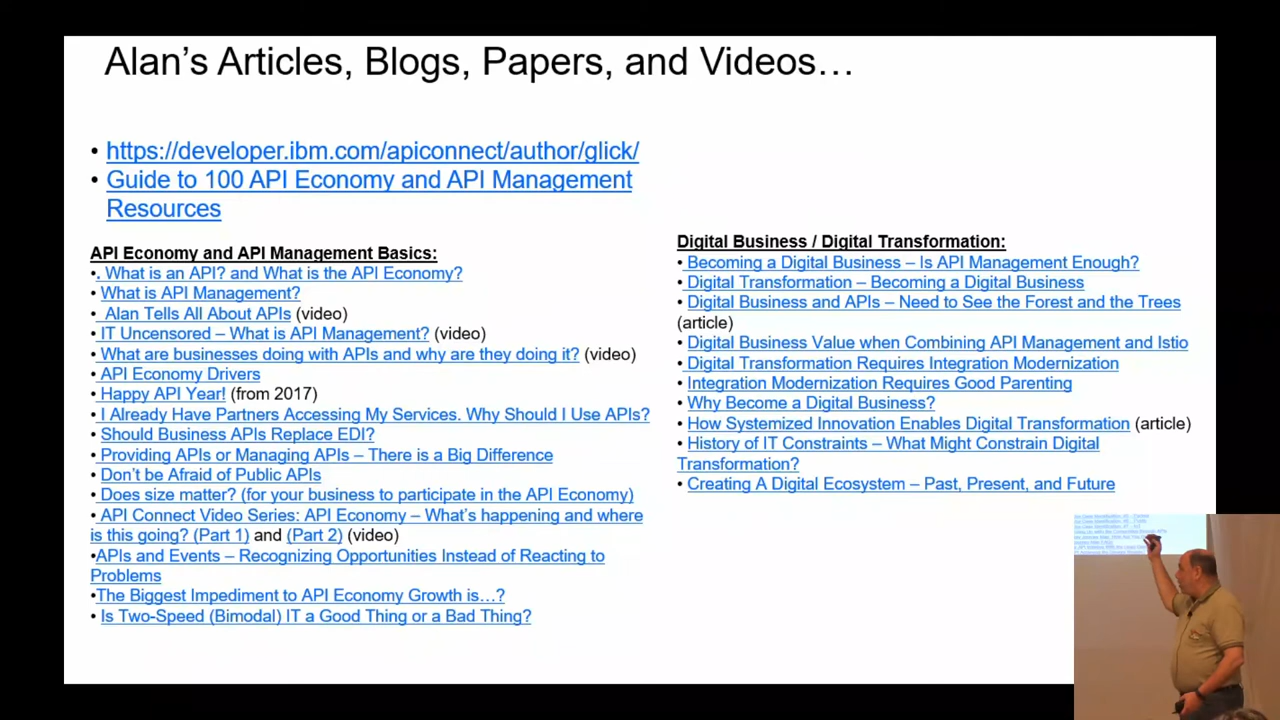 Alan's Articles, Blogs, Papers, and Videos…
• https://developer.ibm.com/apiconnect/author/glick/
• Guide to 100 API Economy and API Management
Resources
API Economy and API Management Basics:
•. What is an API? and What is the API Economy?
• What is API Management?
• Alan Tells All About APIs (video)
• IT Uncensored – What is API Management? (video)
• What are businesses doing with APIs and why are they doing it? (video)
• API Economy Drivers
• Happy API Year! (from 2017)
• I Already Have Partners Accessing My Services. Why Should I Use APIs?
• Should Business APIs Replace EDI?
• Providing APIs or Managing APIs – There is a Big Difference
• Don't be Afraid of Public APIs
• Does size matter? (for your business to participate in the API Economy)
• API Connect Video Series: API Economy – What's happening and where
is this going? (Part 1) and (Part 2) (video)
•APIs and Events – Recognizing Opportunities Instead of Reacting to
Problems
•The Biggest Impediment to API Economy Growth is…?
• Is Two-Speed (Bimodal) IT a Good Thing or a Bad Thing?
Digital Business / Digital Transformation:
• Becoming a Digital Business – Is API Management Enough?
• Digital Transformation – Becoming a Digital Business
• Digital Business and APIs – Need to See the Forest and the Trees
(article)
• Digital Business Value when Combining API Management and Istio
• Digital Transformation Requires Integration Modernization
• Integration Modernization Requires Good Parenting
• Why Become a Digital Business?
• How Systemized Innovation Enables Digital Transformation (article)
• History of IT Constraints – What Might Constrain Digital
Transformation?
• Creating A Digital Ecosystem – Past, Present, and Future